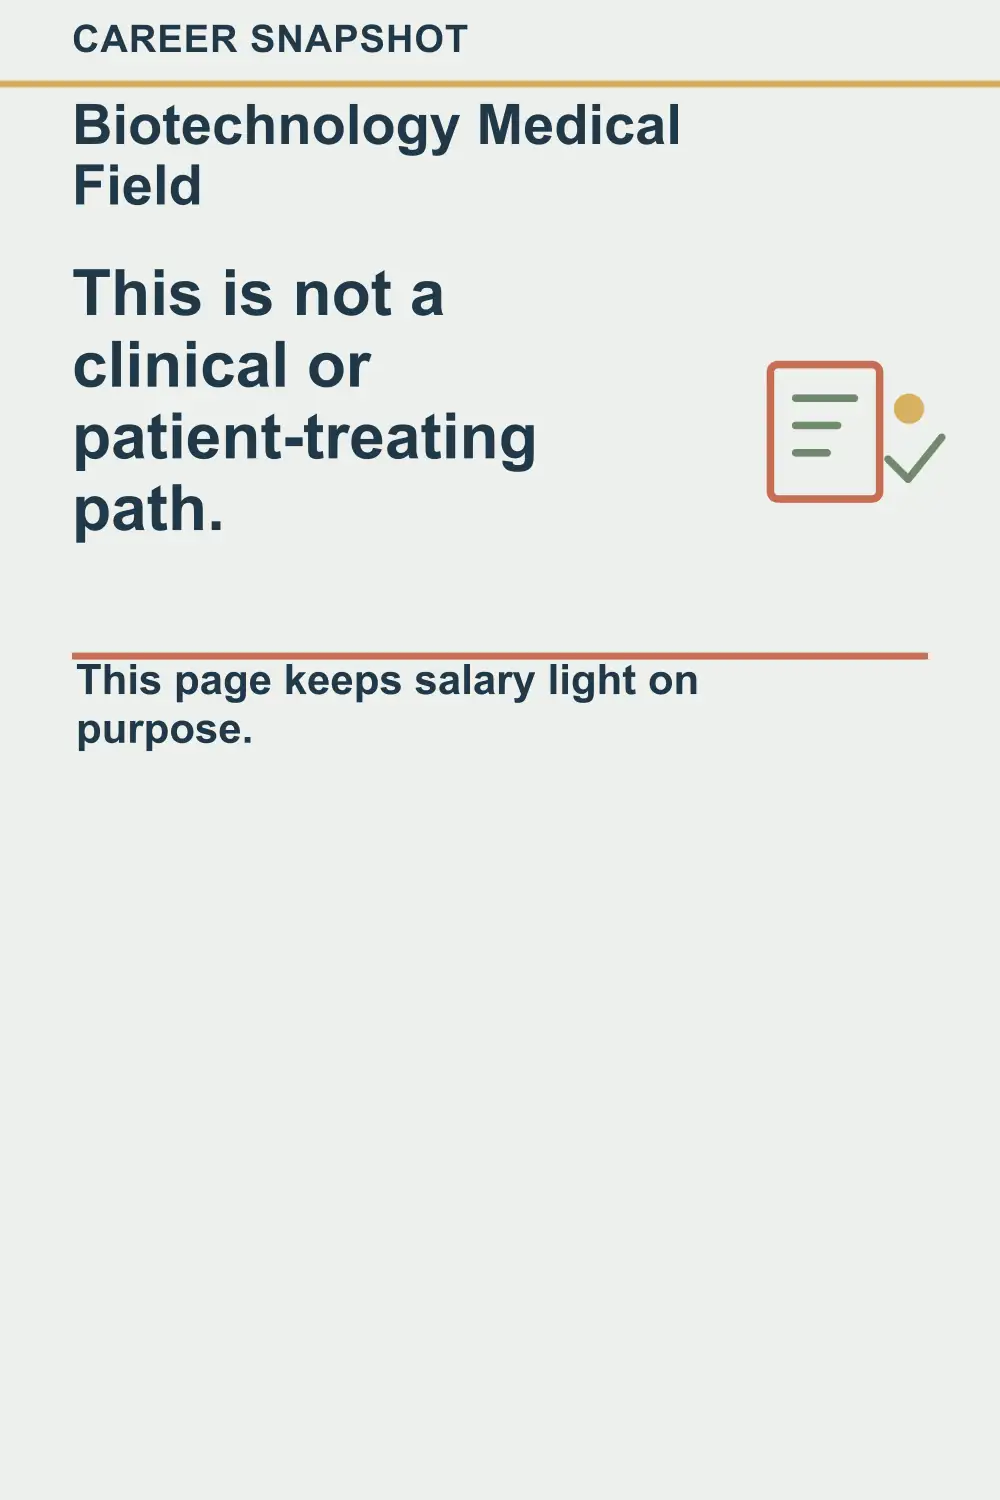 CAREER SNAPSHOT
Biotechnology Medical
Field
This is not a
clinical or
patient-treating
path.
This page keeps salary light on
purpose.